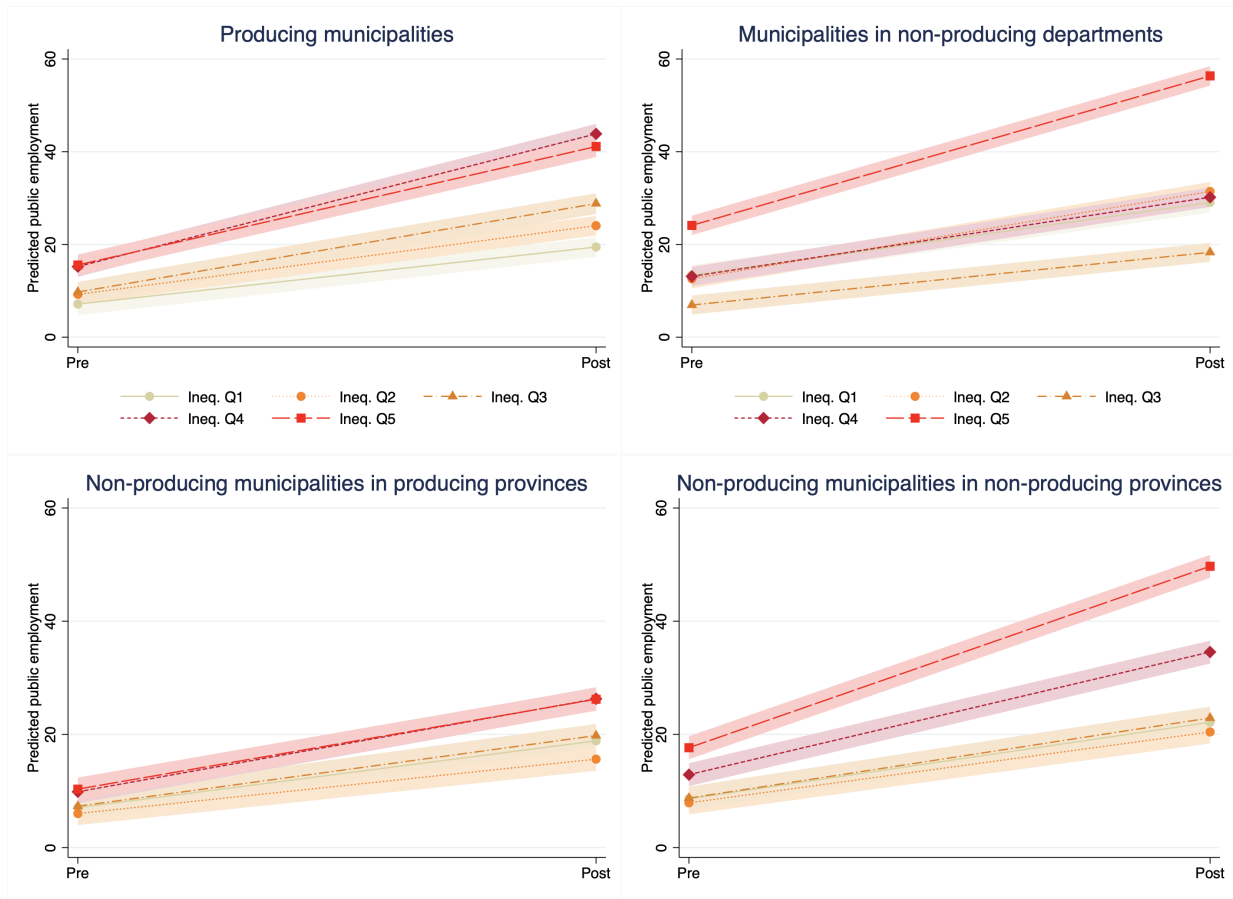 Producing municipalities
Predicted public employment
60
40
20
0
Pre Post
Ineq. Q1 Ineq. Q2 Ineq. Q3
Ineq. Q4 Ineq. Q5
Municipalities in non-producing departments
Predicted public employment
60
40
20
0
Pre Post
Ineq. Q1 Ineq. Q2 Ineq. Q3
Ineq. Q4 Ineq. Q5
Non-producing municipalities in producing provinces
Predicted public employment
60
40
20
0
Pre Post
Non-producing municipalities in non-producing provinces
Predicted public employment
60
40
20
0
Pre Post